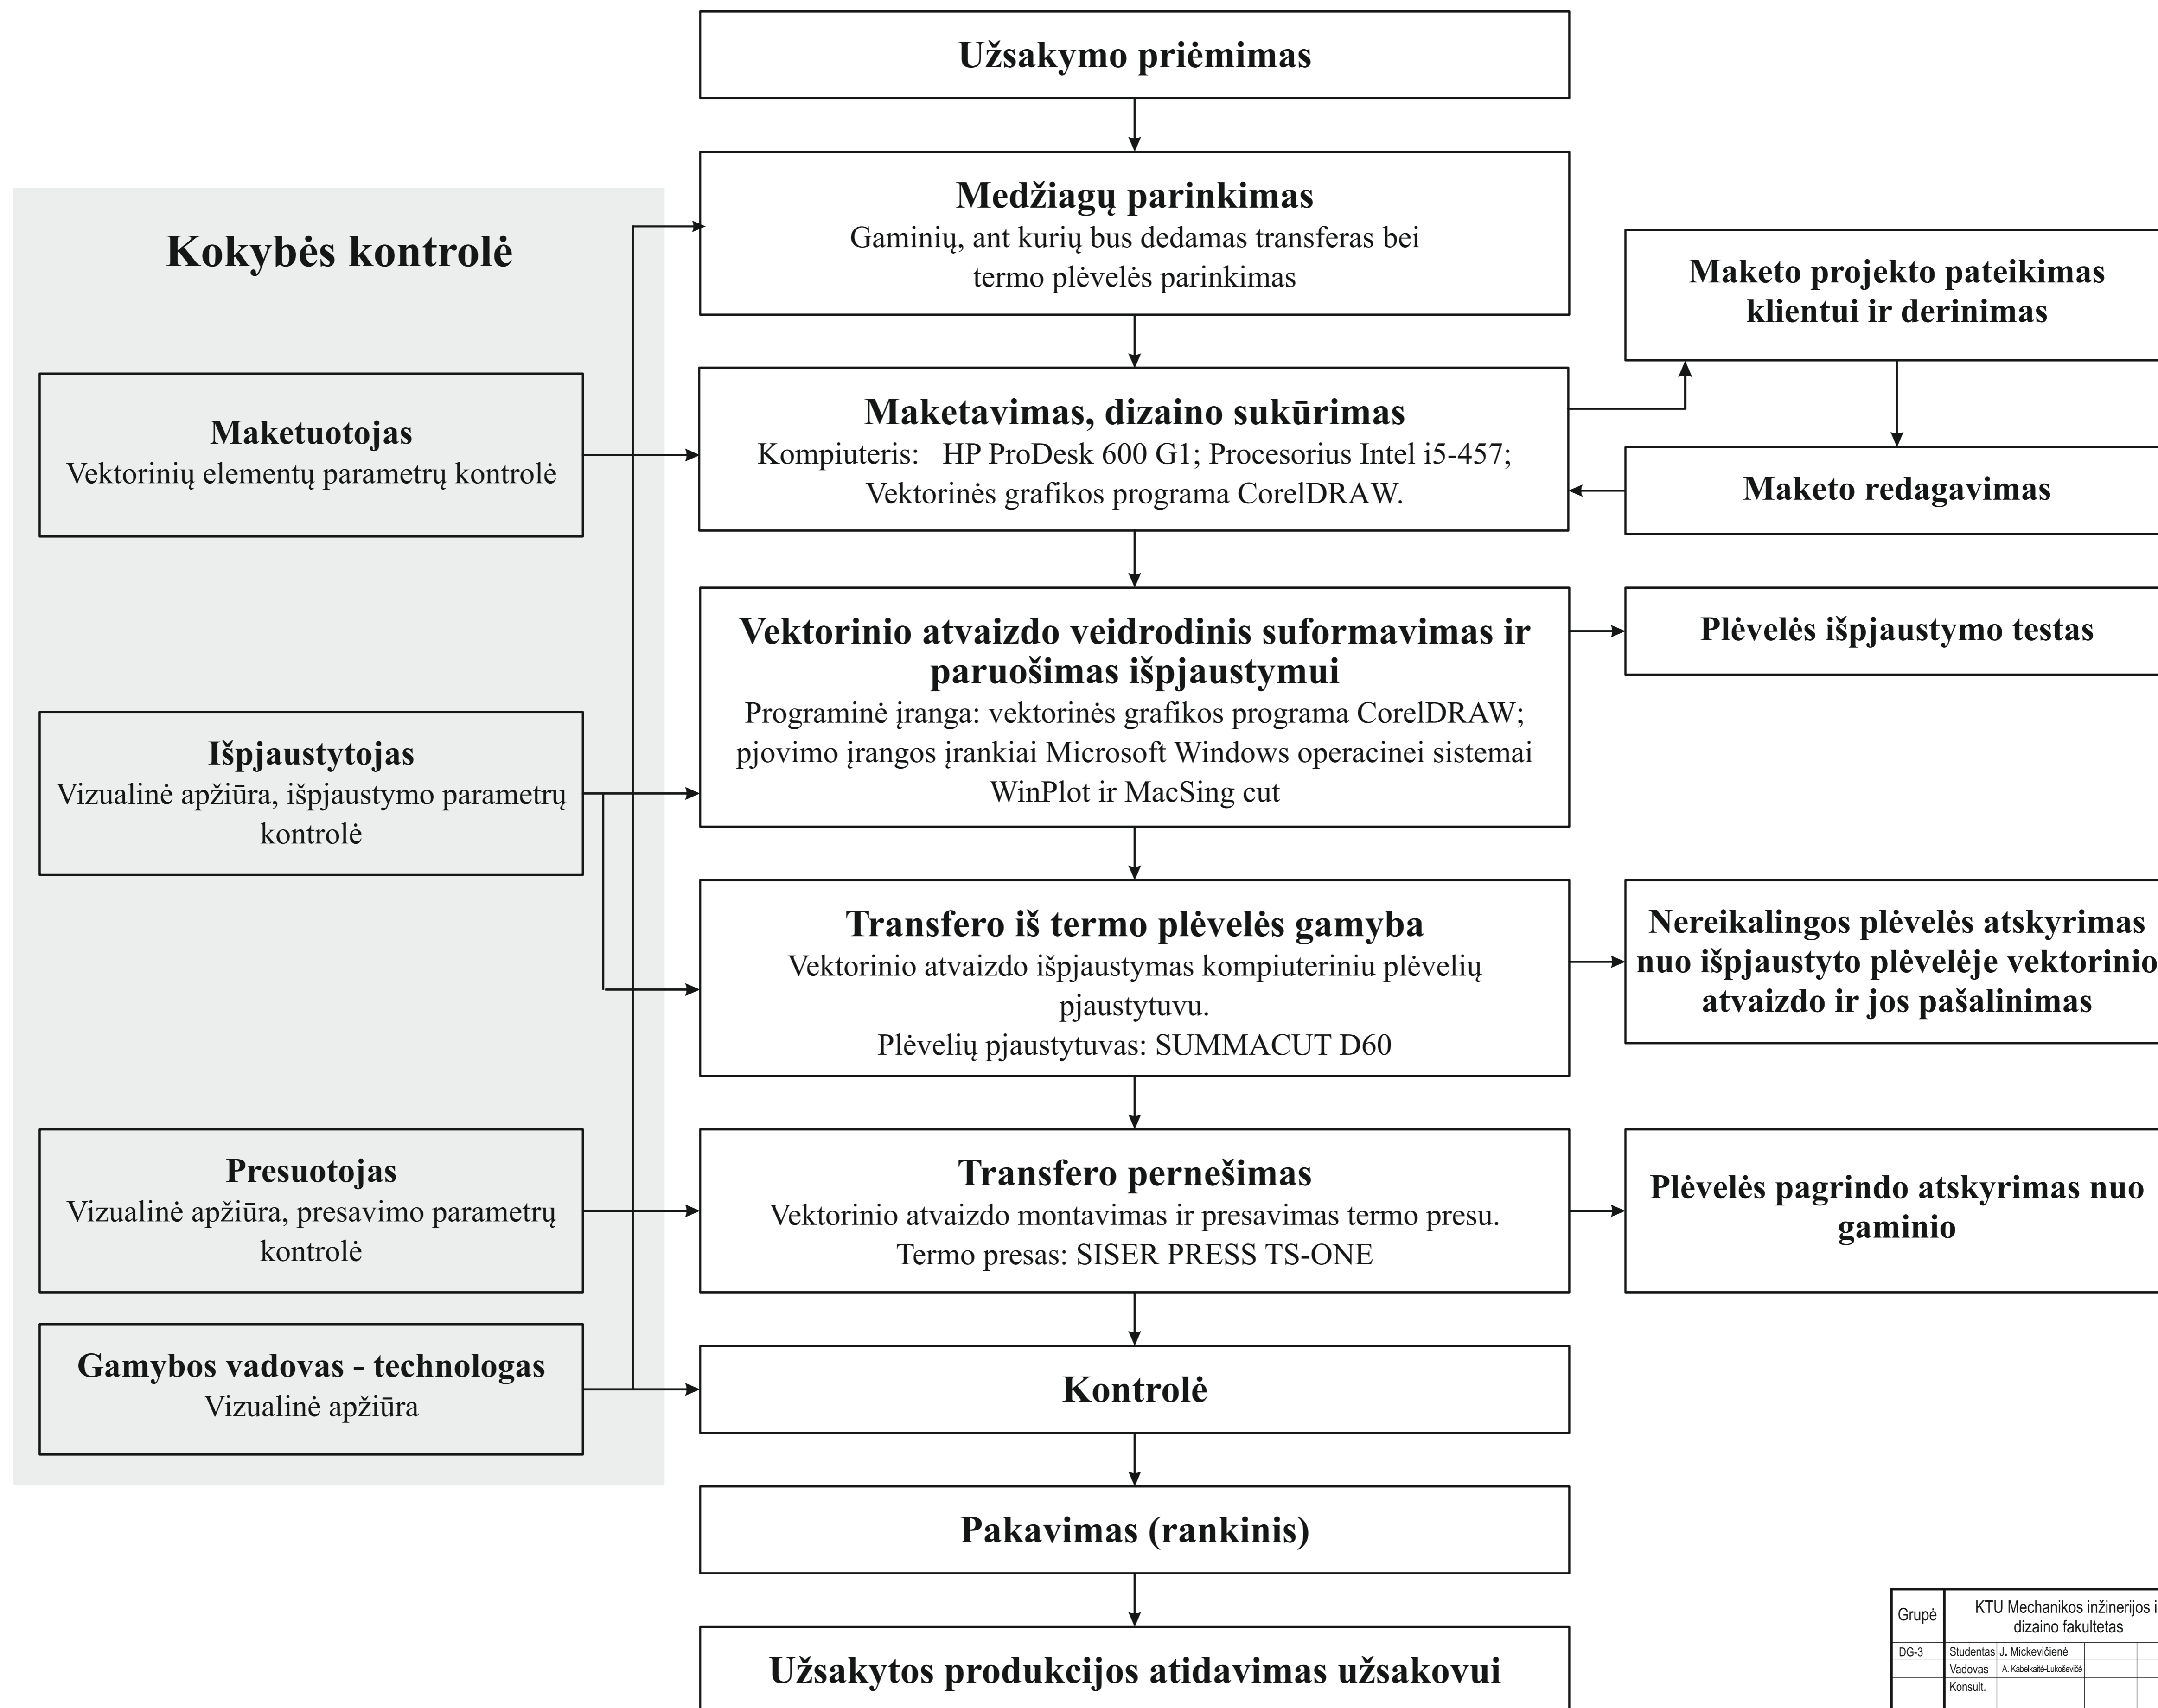 Užsakymo priėmimas
Medžiagų parinkimas
Gaminių, ant kurių bus dedamas transferas bei
termo plėvelės parinkimas
Kokybės kontrolė
Maketo projekto pateikimas
klientui ir derinimas
Maketuotojas
Vektorinių elementų parametrų kontrolė
Maketavimas, dizaino sukūrimas
Kompiuteris: HP ProDesk 600 G1; Procesorius Intel i5-457;
Vektorinės grafikos programa CorelDRAW.
Maketo redagavimas
Vektorinio atvaizdo veidrodinis suformavimas ir
paruošimas išpjaustymui
Programinė įranga: vektorinės grafikos programa CorelDRAW;
pjovimo įrangos įrankiai Microsoft Windows operacinei sistemai
WinPlot ir MacSing cut
Plėvelės išpjaustymo testas
Išpjaustytojas
Vizualinė apžiūra, išpjaustymo parametrų
kontrolė
Transfero iš termo plėvelės gamyba
Vektorinio atvaizdo išpjaustymas kompiuteriniu plėvelių
pjaustytuvu.
Plėvelių pjaustytuvas: SUMMACUT D60
Nereikalingos plėvelės atskyrimas
nuo išpjaustyto plėvelėje vektorinio
atvaizdo ir jos pašalinimas
Presuotojas
Vizualinė apžiūra, presavimo parametrų
kontrolė
Transfero pernešimas
Vektorinio atvaizdo montavimas ir presavimas termo presu.
Termo presas: SISER PRESS TS-ONE
Plėvelės pagrindo atskyrimas nuo
gaminio
Gamybos vadovas - technologas
Vizualinė apžiūra
Kontrolė
Pakavimas (rankinis)
Užsakytos produkcijos atidavimas užsakovui
Grupė
KTU Mechanikos inžinerijos i
dizaino fakultetas
DG-3 Studentas J. Mickevičienė
Vadovas A. Kabelkaitė-Lukoševičė
Konsult.